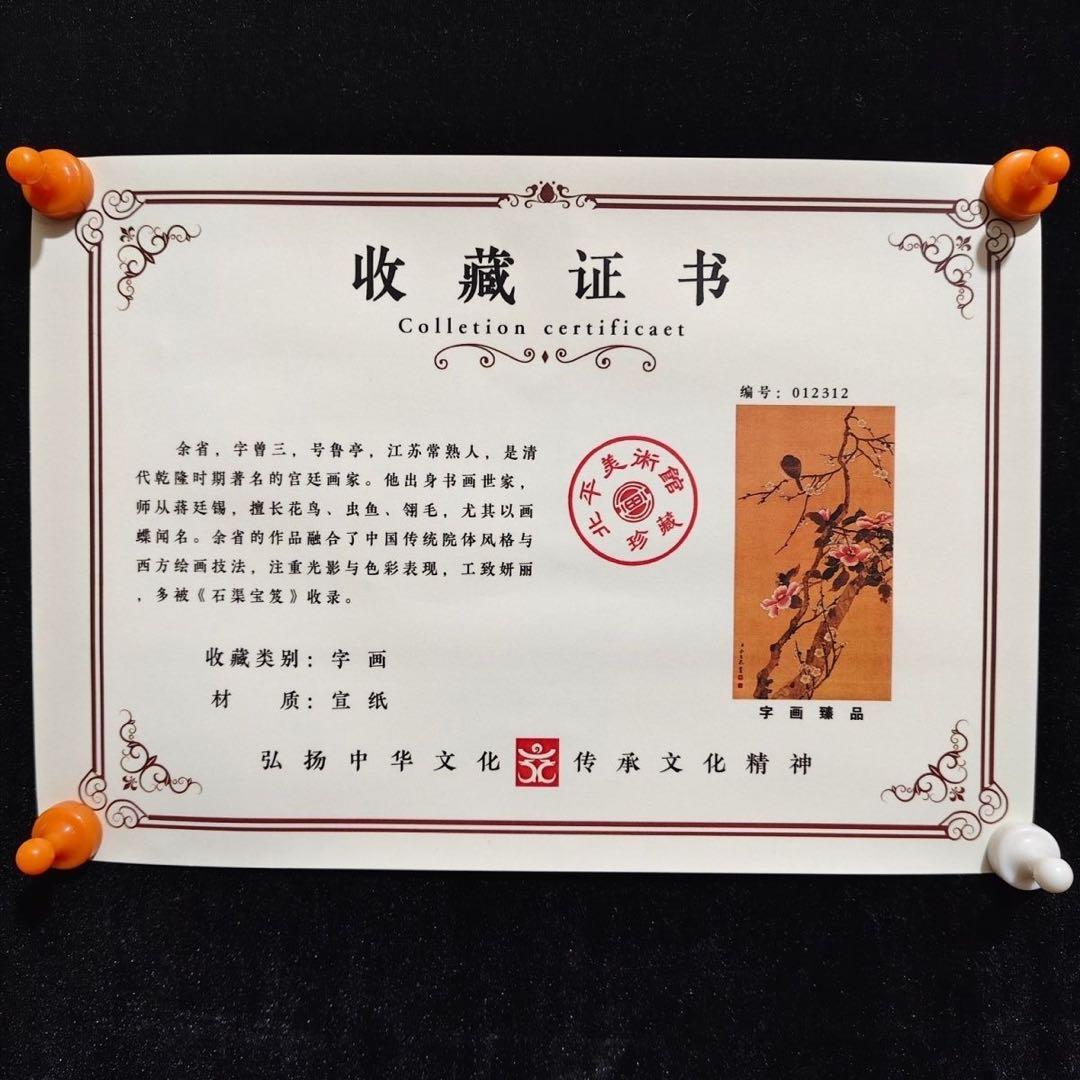 收藏证书
Colletion certificaet
编号：012312
余省，字曾三，号鲁亭，江苏常熟人，是清
代乾隆时期著名的宫廷画家。他出身书画世家，
师从蒋廷锡，擅长花鸟、虫鱼、翎毛，尤其以画
蝶闻名。余省的作品融合了中国传统院体风格与
西方绘画技法，注重光影与色彩表现，工致妍丽
，多被《石渠宝笈》收录。
北平美術館
珍藏
收藏类别：字画
材质：宣纸
字画臻品
弘扬中华文化 传承文化精神